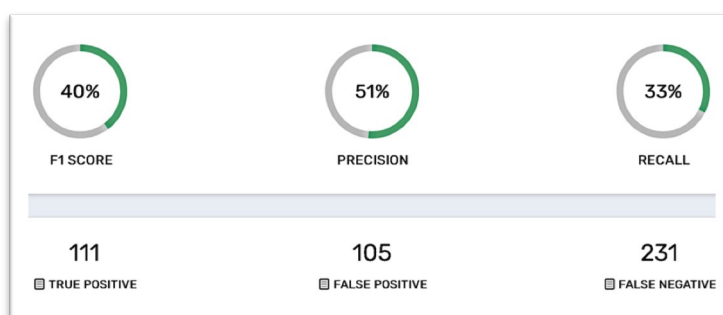 40%
51%
33%
F1 SCORE
PRECISION
RECALL
111
105
231
TRUE POSITIVE
FALSE POSITIVE
FALSE NEGATIVE